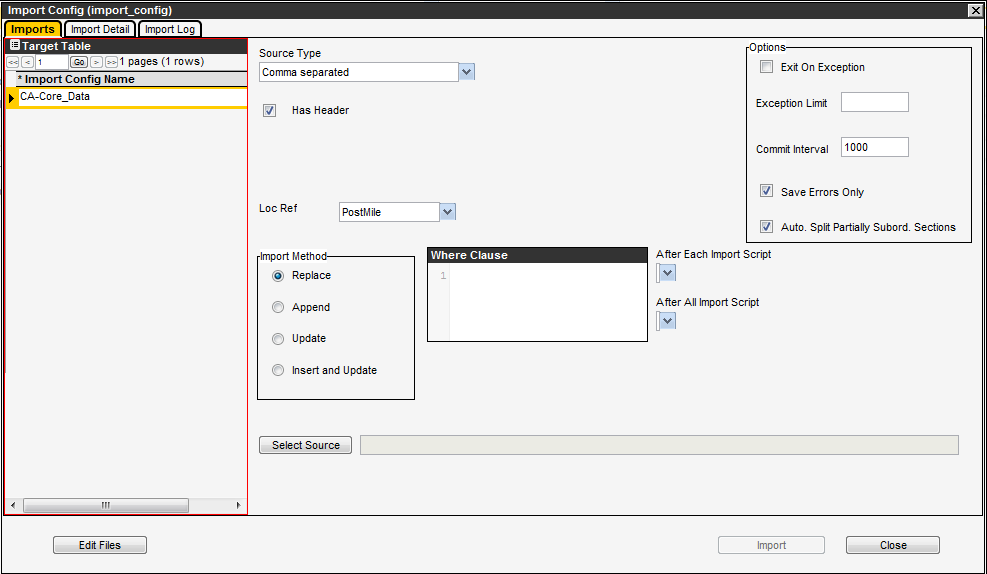 Import Config (import_config)
Imports Import Detail Import Log
Target Table
<< < 1 Go > >> 1 pages (1 rows)
* Import Config Name
CA-Core_Data
Source Type
Comma separated
Has Header
Loc Ref PostMile
Options
Exit On Exception
Exception Limit
Commit Interval 1000
Save Errors Only
Auto. Split Partially Subord. Sections
Import Method
Replace
Append
Update
Insert and Update
Where Clause
1
After Each Import Script
After All Import Script
Select Source
Edit Files Import Close